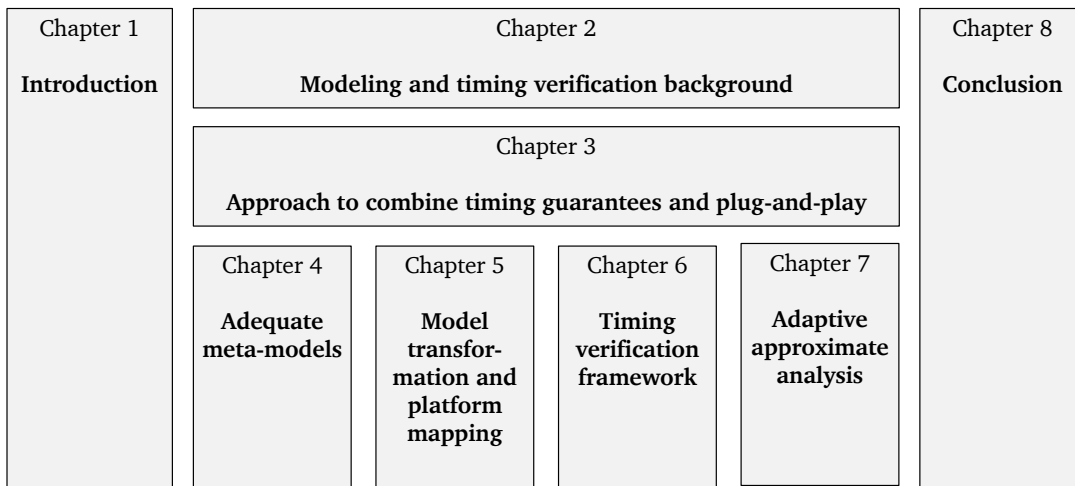 Chapter 1
Introduction
Chapter 2
Modeling and timing verification background
Chapter 3
Approach to combine timing guarantees and plug-and-play
Chapter 4
Adequate
meta-models
Chapter 5
Model
transfor-
mation and
platform
mapping
Chapter 6
Timing
verification
framework
Chapter 7
Adaptive
approximate
analysis
Chapter 8
Conclusion